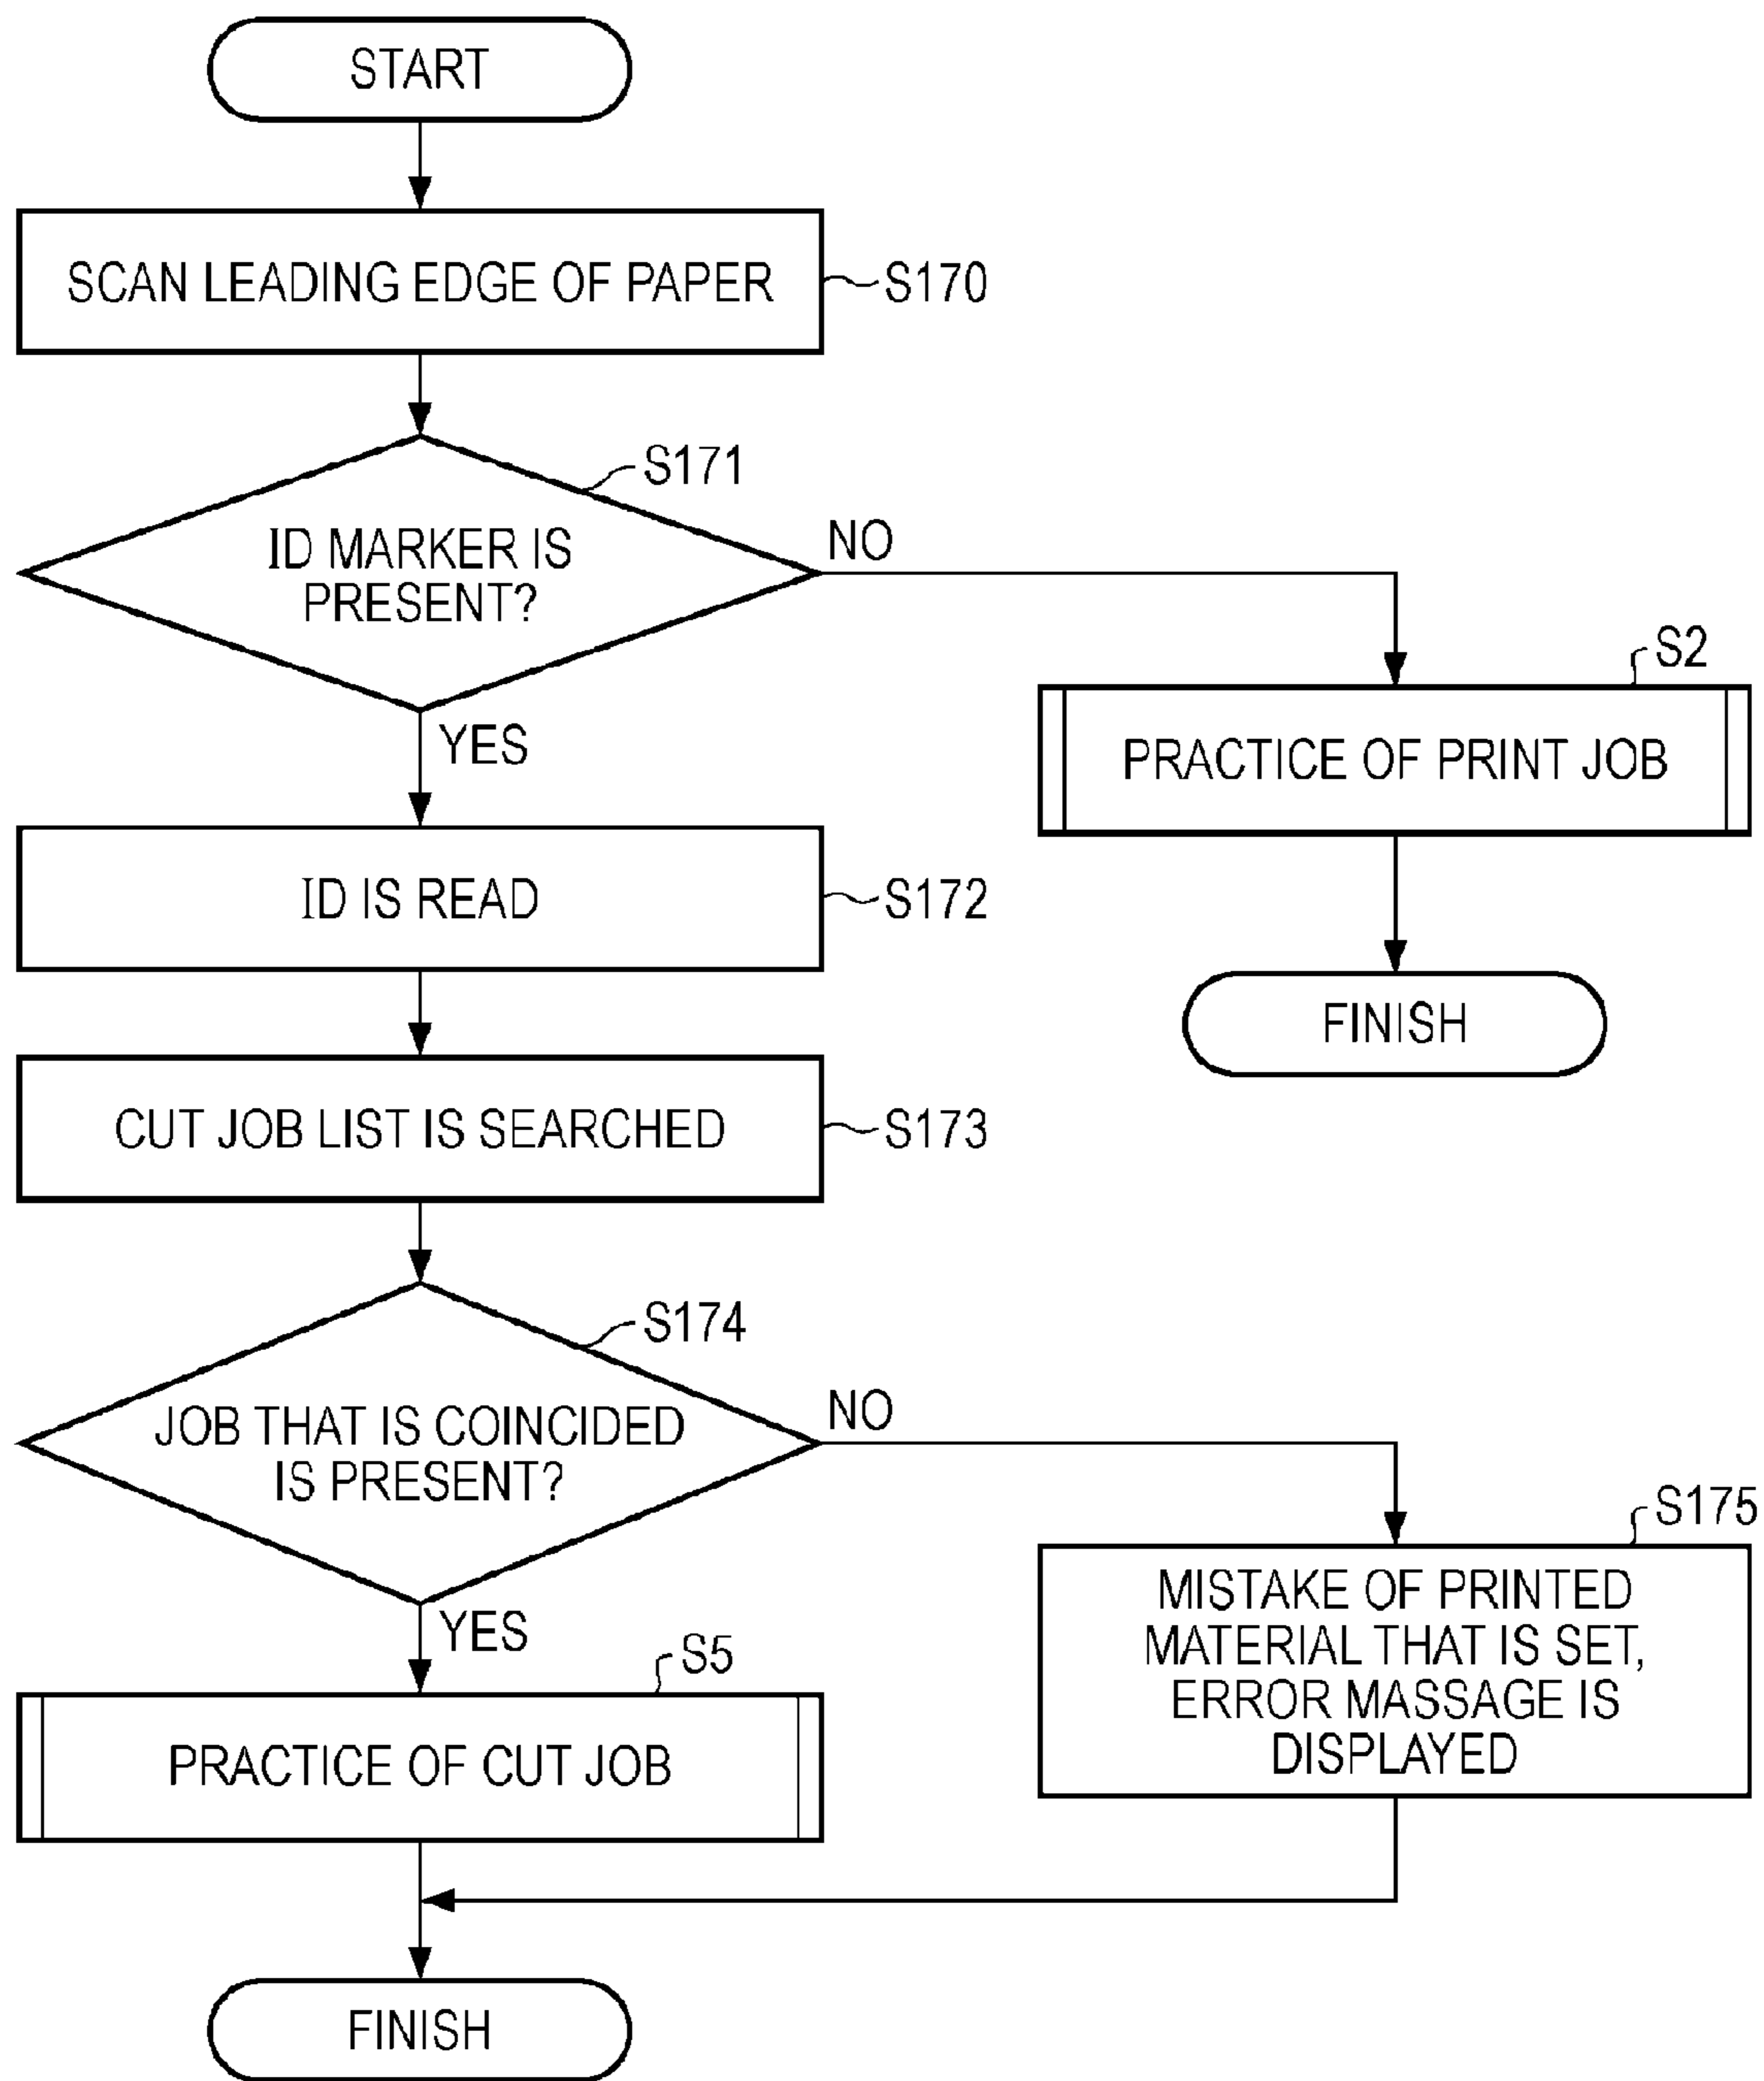 START
SCAN LEADING EDGE OF PAPER
S170
S171
ID MARKER IS
PRESENT?
NO
YES
S2
PRACTICE OF PRINT JOB
FINISH
ID IS READ
S172
CUT JOB LIST IS SEARCHED
S173
S174
JOB THAT IS COINCIDED
IS PRESENT?
NO
YES
S175
MISTAKE OF PRINTED
MATERIAL THAT IS SET,
ERROR MASSAGE IS
DISPLAYED
S5
PRACTICE OF CUT JOB
FINISH